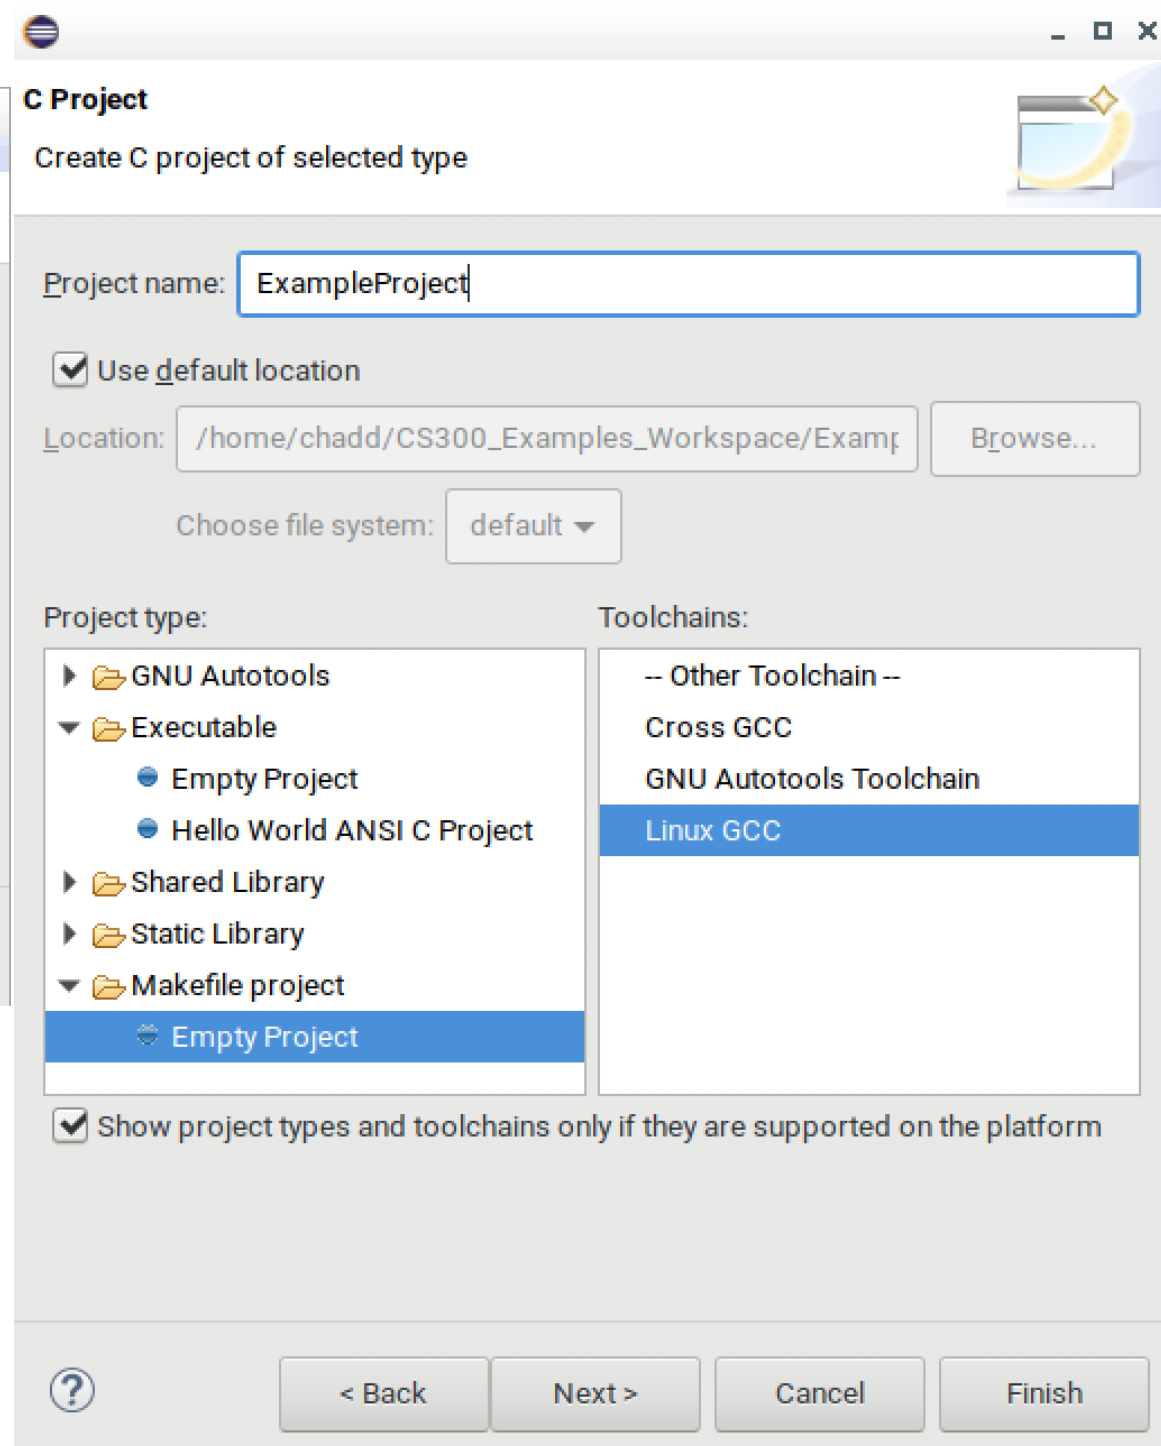 C Project
Create C project of selected type
Project name: ExampleProject
Use default location
Location: /home/chadd/CS300_Examples_Workspace/Examp Browse...
Choose file system: default
Project type: Toolchains:
GNU Autotools -- Other Toolchain --
Executable Cross GCC
Empty Project GNU Autotools Toolchain
Hello World ANSI C Project Linux GCC
Shared Library
Static Library
Makefile project
Empty Project
Show project types and toolchains only if they are supported on the platform
? < Back Next > Cancel Finish